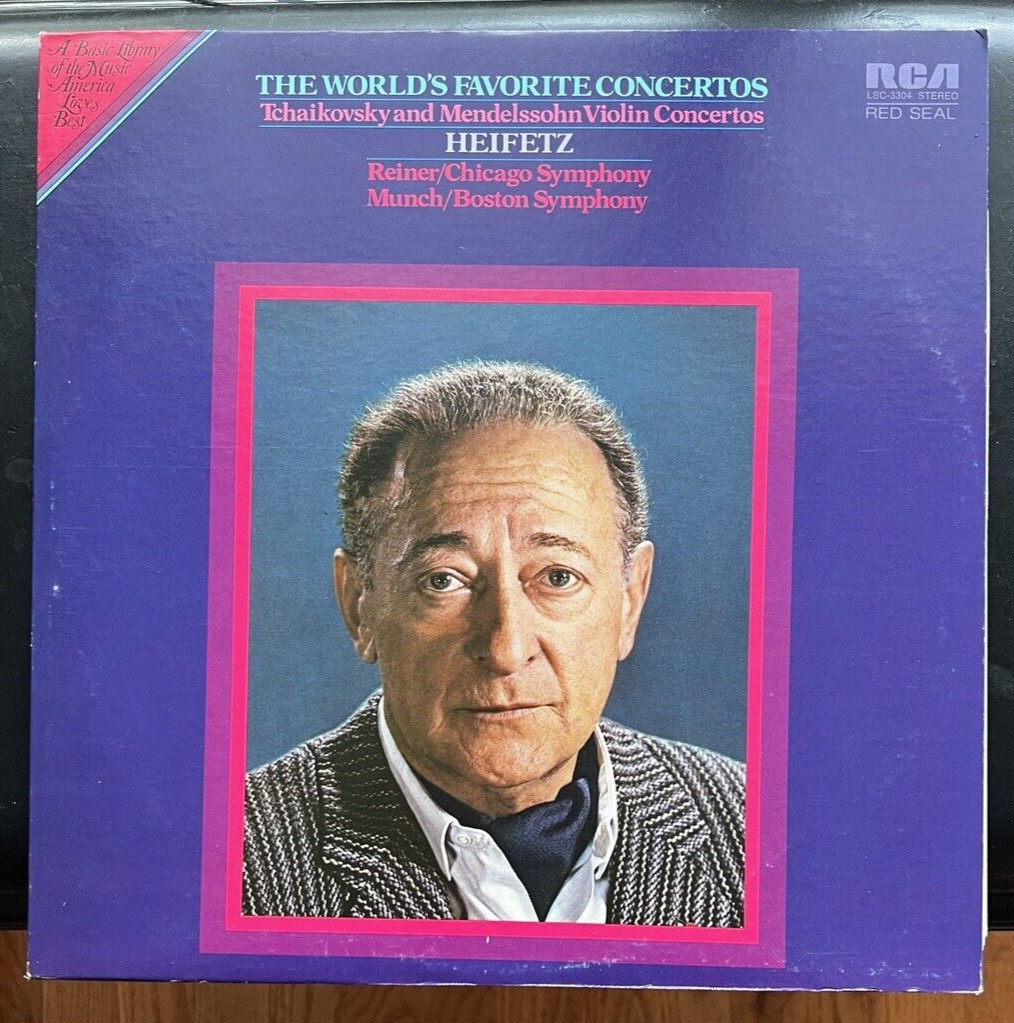 A Basic Library
of the Music
America
Loves
Best
THE WORLD'S FAVORITE CONCERTOS
Tchaikovsky and Mendelssohn Violin Concertos
HEIFETZ
Reiner/Chicago Symphony
Munch/Boston Symphony
RCA
LSC-3304 STEREO
RED SEAL